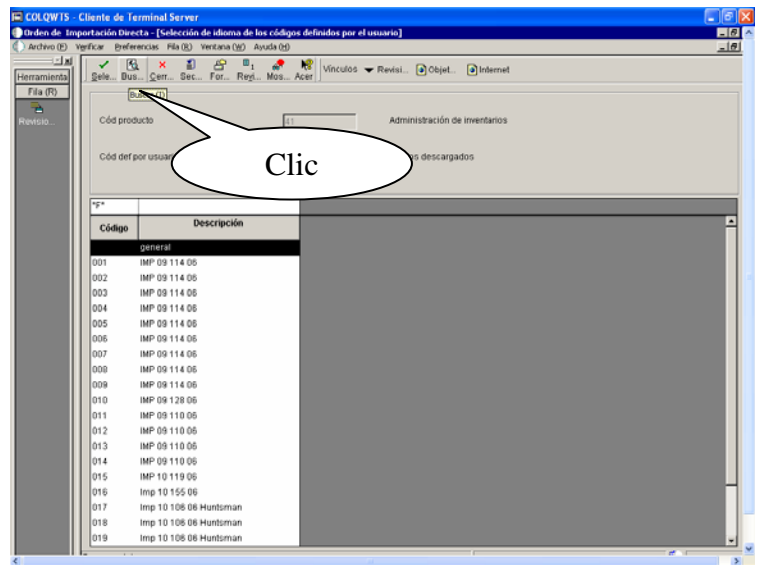 COLQWTS - Cliente de Terminal Server
Orden de Importación Directa - [Selección de idioma de los códigos definidos por el usuario]
Archivo (F) Verificar Preferencias Fila (R) Ventana (W) Ayuda (H)
Herramienta
Fila (R)
Revisio...
Sele... Bus... Cerr... Sec... For... Regi... Mos... Acer
Vínculos Revisi... Objet... Internet
Cód producto 41 Administración de inventarios
Cód def por usuar descargados
Clic
*F*
Código Descripción
general
001 IMP 09 114 06
002 IMP 09 114 06
003 IMP 09 114 06
004 IMP 09 114 06
005 IMP 09 114 06
006 IMP 09 114 06
007 IMP 09 114 06
008 IMP 09 114 06
009 IMP 09 114 06
010 IMP 09 128 06
011 IMP 09 110 06
012 IMP 09 110 06
013 IMP 09 110 06
014 IMP 09 110 06
015 IMP 10 119 06
016 Imp 10 155 06
017 Imp 10 106 06 Huntsman
018 Imp 10 106 06 Huntsman
019 Imp 10 106 06 Huntsman